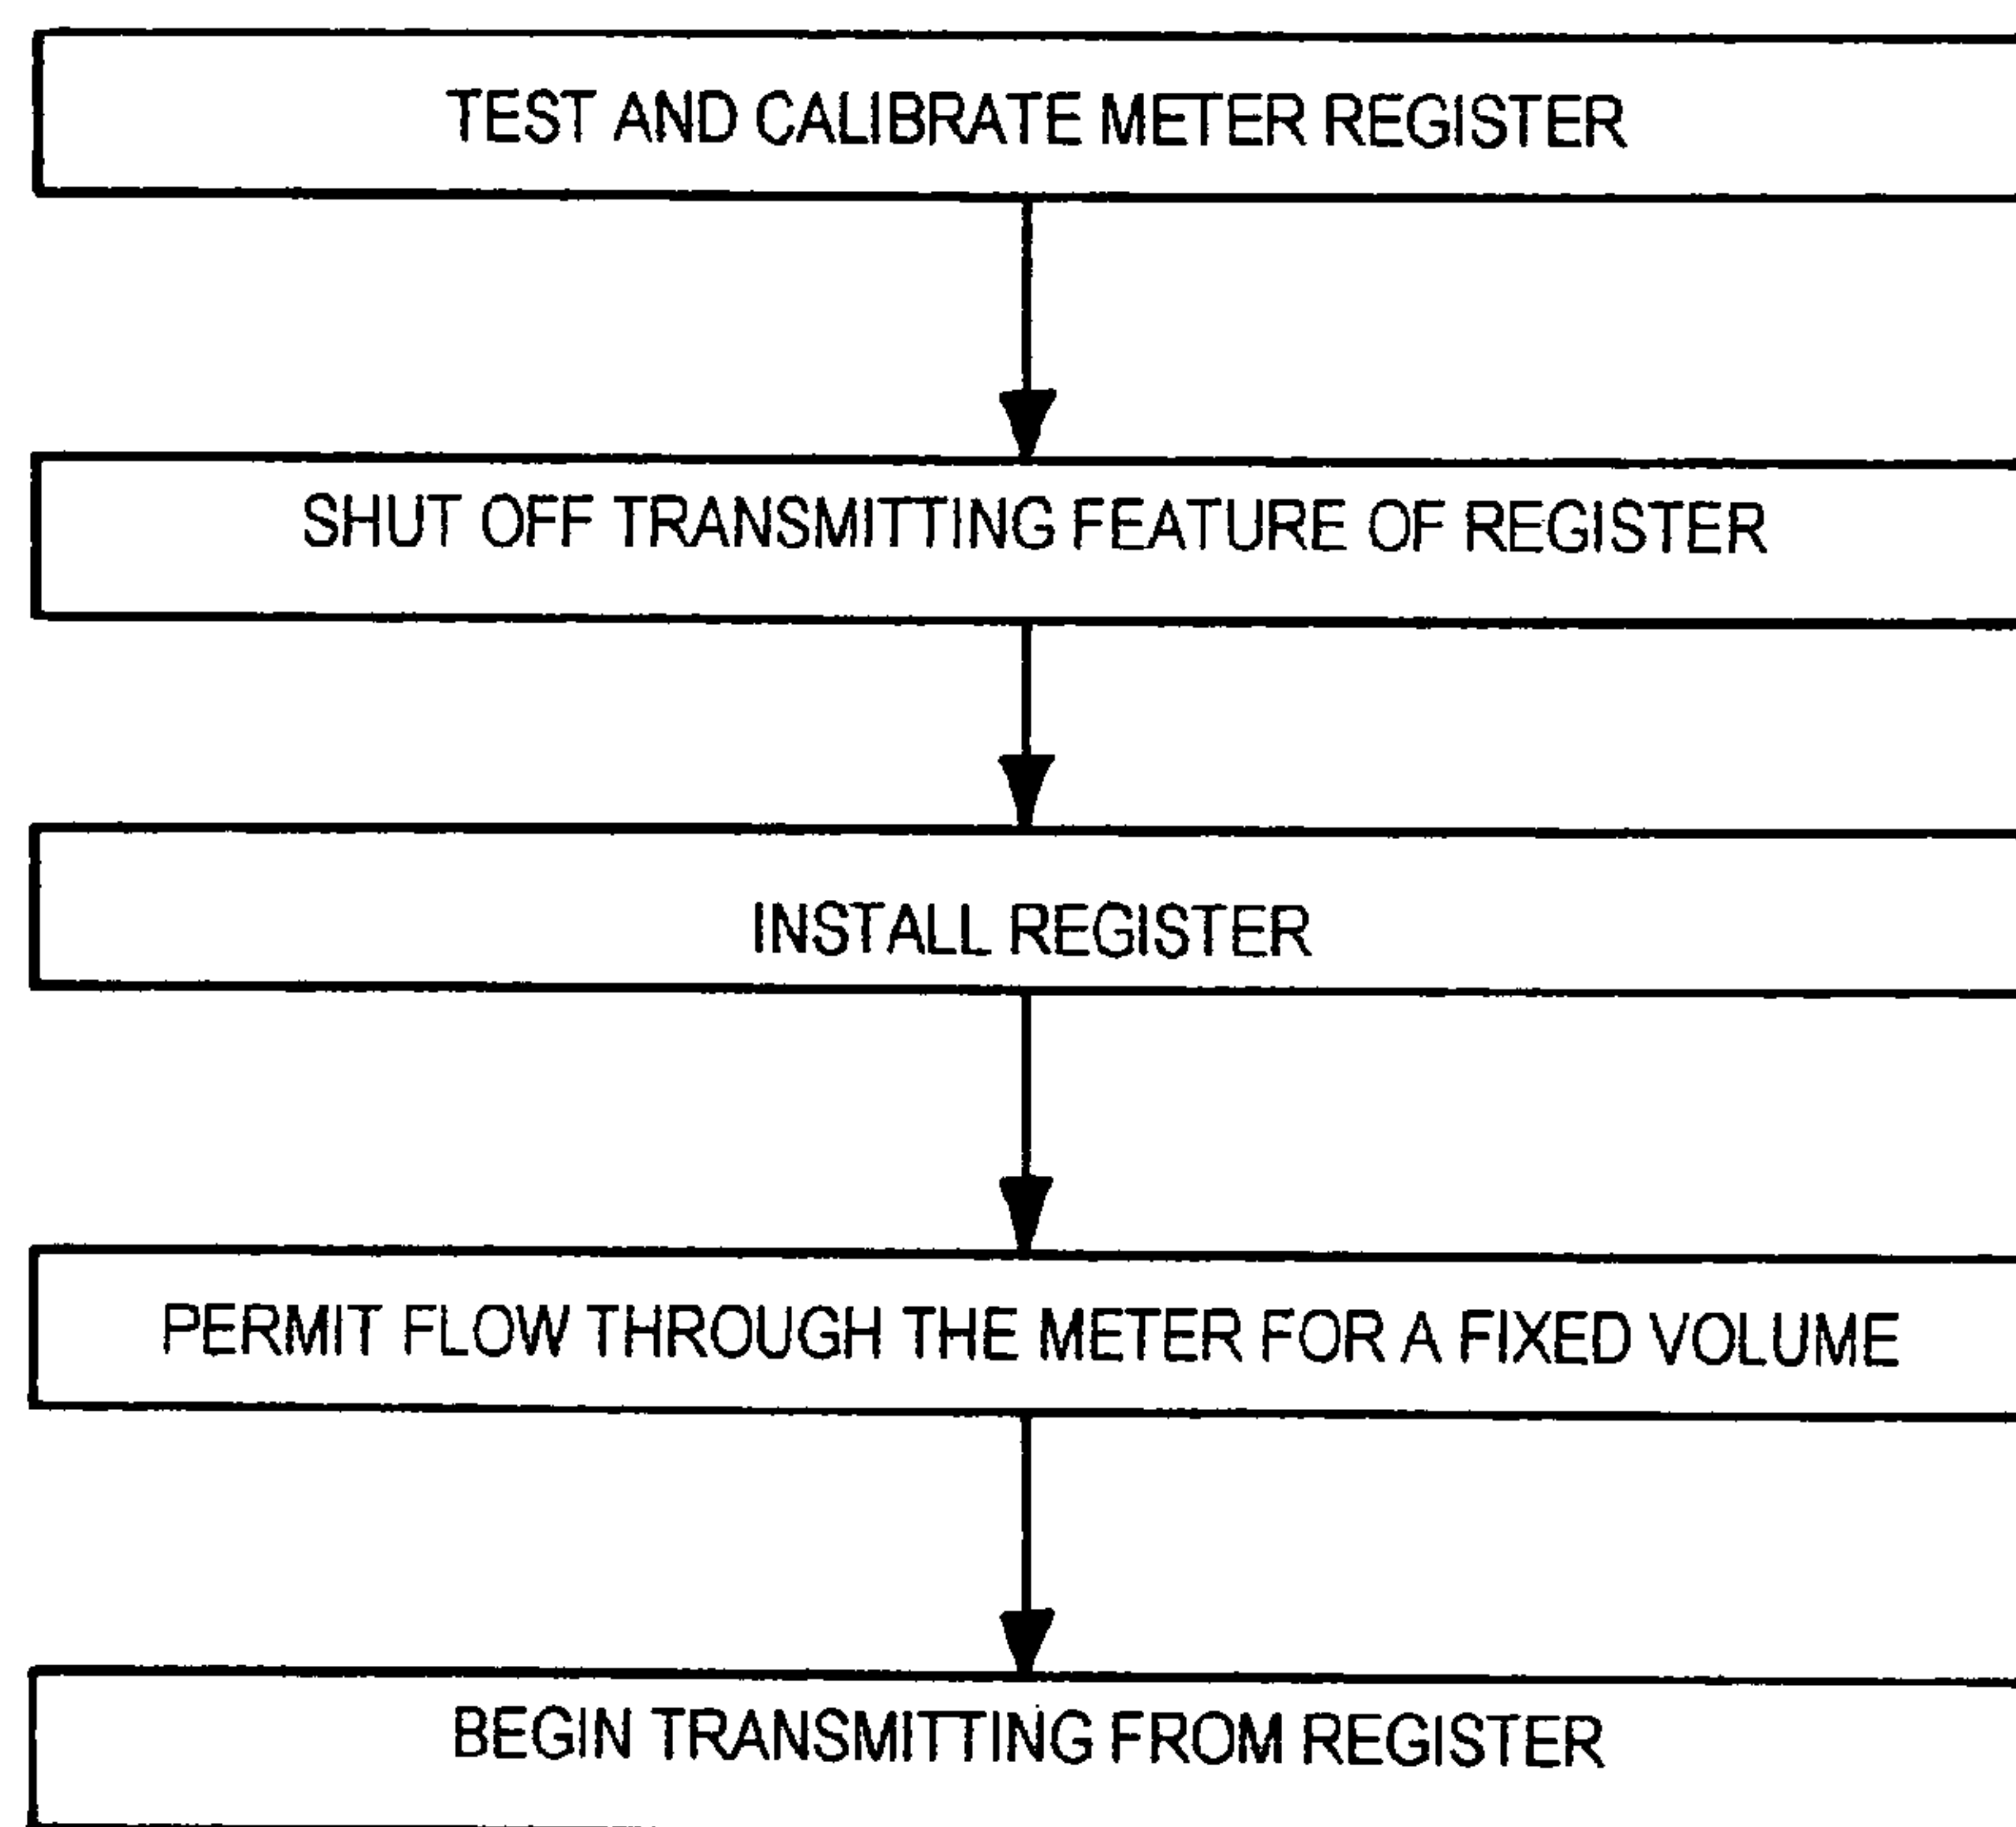 TEST AND CALIBRATE METER REGISTER
SHUT OFF TRANSMITTING FEATURE OF REGISTER
INSTALL REGISTER
PERMIT FLOW THROUGH THE METER FOR A FIXED VOLUME
BEGIN TRANSMITTING FROM REGISTER